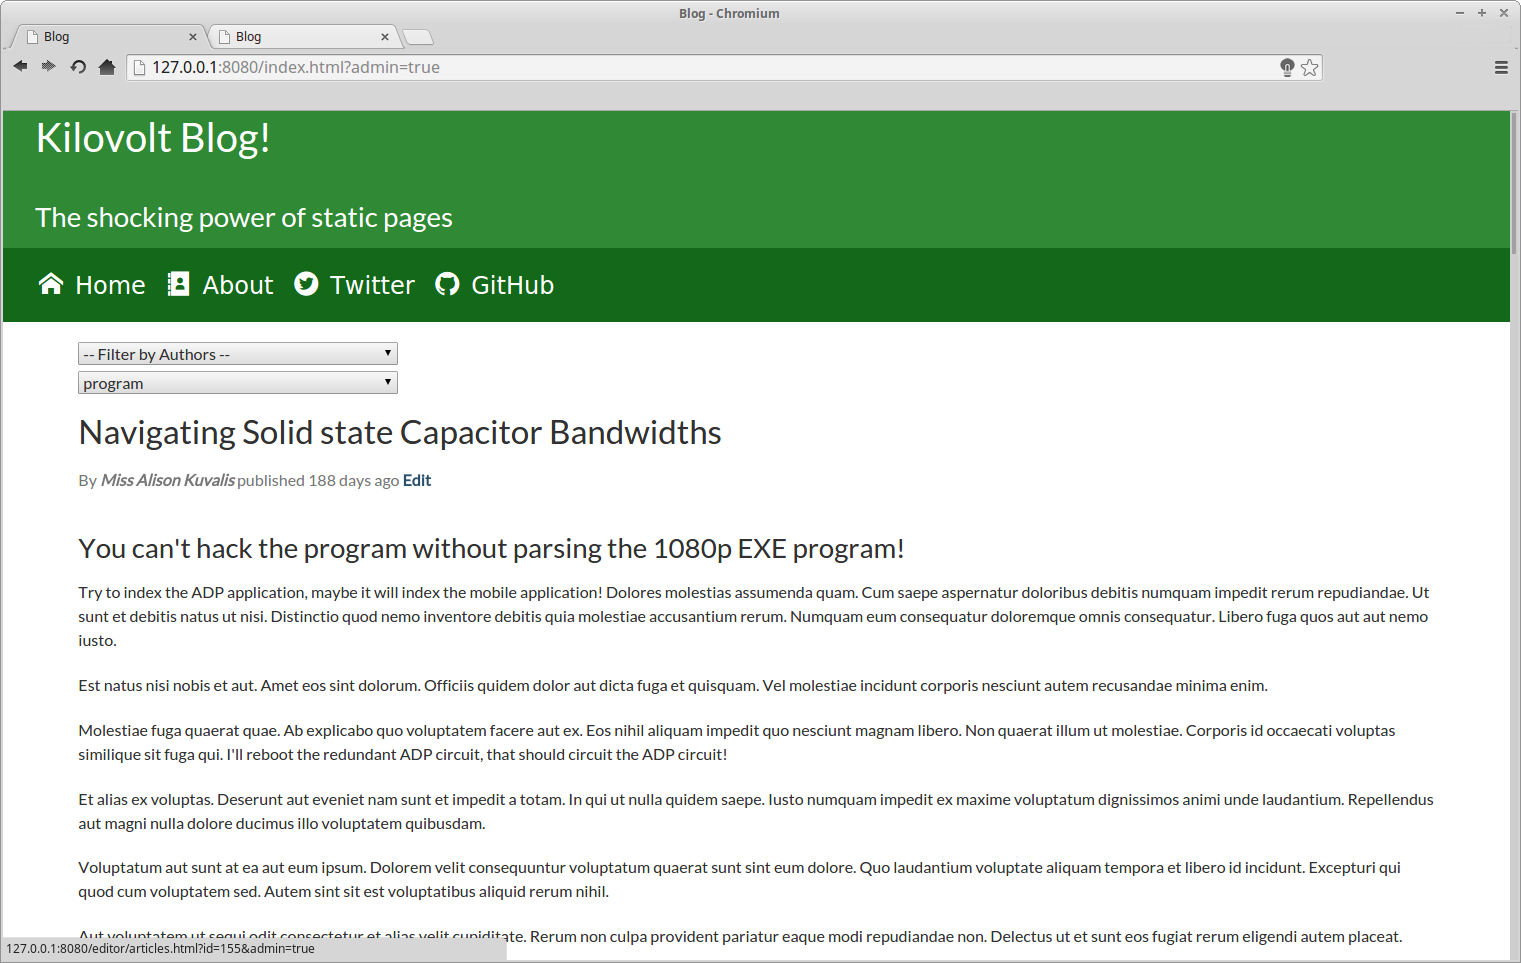 Blog - Chromium
Blog
Blog
127.0.0.1:8080/index.html?admin=true
Kilovolt Blog!
The shocking power of static pages
Home About Twitter GitHub
-- Filter by Authors --
program
Navigating Solid state Capacitor Bandwidths
By Miss Alison Kuvalis published 188 days ago Edit
You can't hack the program without parsing the 1080p EXE program!
Try to index the ADP application, maybe it will index the mobile application! Dolores molestias assumenda quam. Cum saepe aspernatur doloribus debitis numquam impedit rerum repudiandae. Ut
sunt et debitis natus ut nisi. Distinctio quod nemo inventore debitis quia molestiae accusantium rerum. Numquam eum consequatur doloremque omnis consequatur. Libero fuga quos aut aut nemo
iusto.
Est natus nisi nobis et aut. Amet eos sint dolorum. Officiis quidem dolor aut dicta fuga et quisquam. Vel molestiae incidunt corporis nesciunt autem recusandae minima enim.
Molestiae fuga quaerat quae. Ab explicabo quo voluptatem facere aut ex. Eos nihil aliquam impedit quo nesciunt magnam libero. Non quaerat illum ut molestiae. Corporis id occaecati voluptas
similique sit fuga qui. I'll reboot the redundant ADP circuit, that should circuit the ADP circuit!
Et alias ex voluptas. Deserunt aut eveniet nam sunt et impedit a totam. In qui ut nulla quidem saepe. Iusto numquam impedit ex maxime voluptatum dignissimos animi unde laudantium. Repellendus
aut magni nulla dolore ducimus illo voluptatem quibusdam.
Voluptatum aut sunt at ea aut eum ipsum. Dolorem velit consequuntur voluptatum quaerat sunt sint eum dolore. Quo laudantium voluptate aliquam tempora et libero id incidunt. Excepturi qui
quod cum voluptatem sed. Autem sint sit est voluptatibus aliquid rerum nihil.
Aut voluptatem ut sequi odit consectetur et alias velit cupiditate. Rerum non culpa provident pariatur eaque modi repudiandae non. Delectus ut et sunt eos fugiat rerum eligendi autem placeat.
127.0.0.1:8080/editor/articles.html?id=155&admin=true